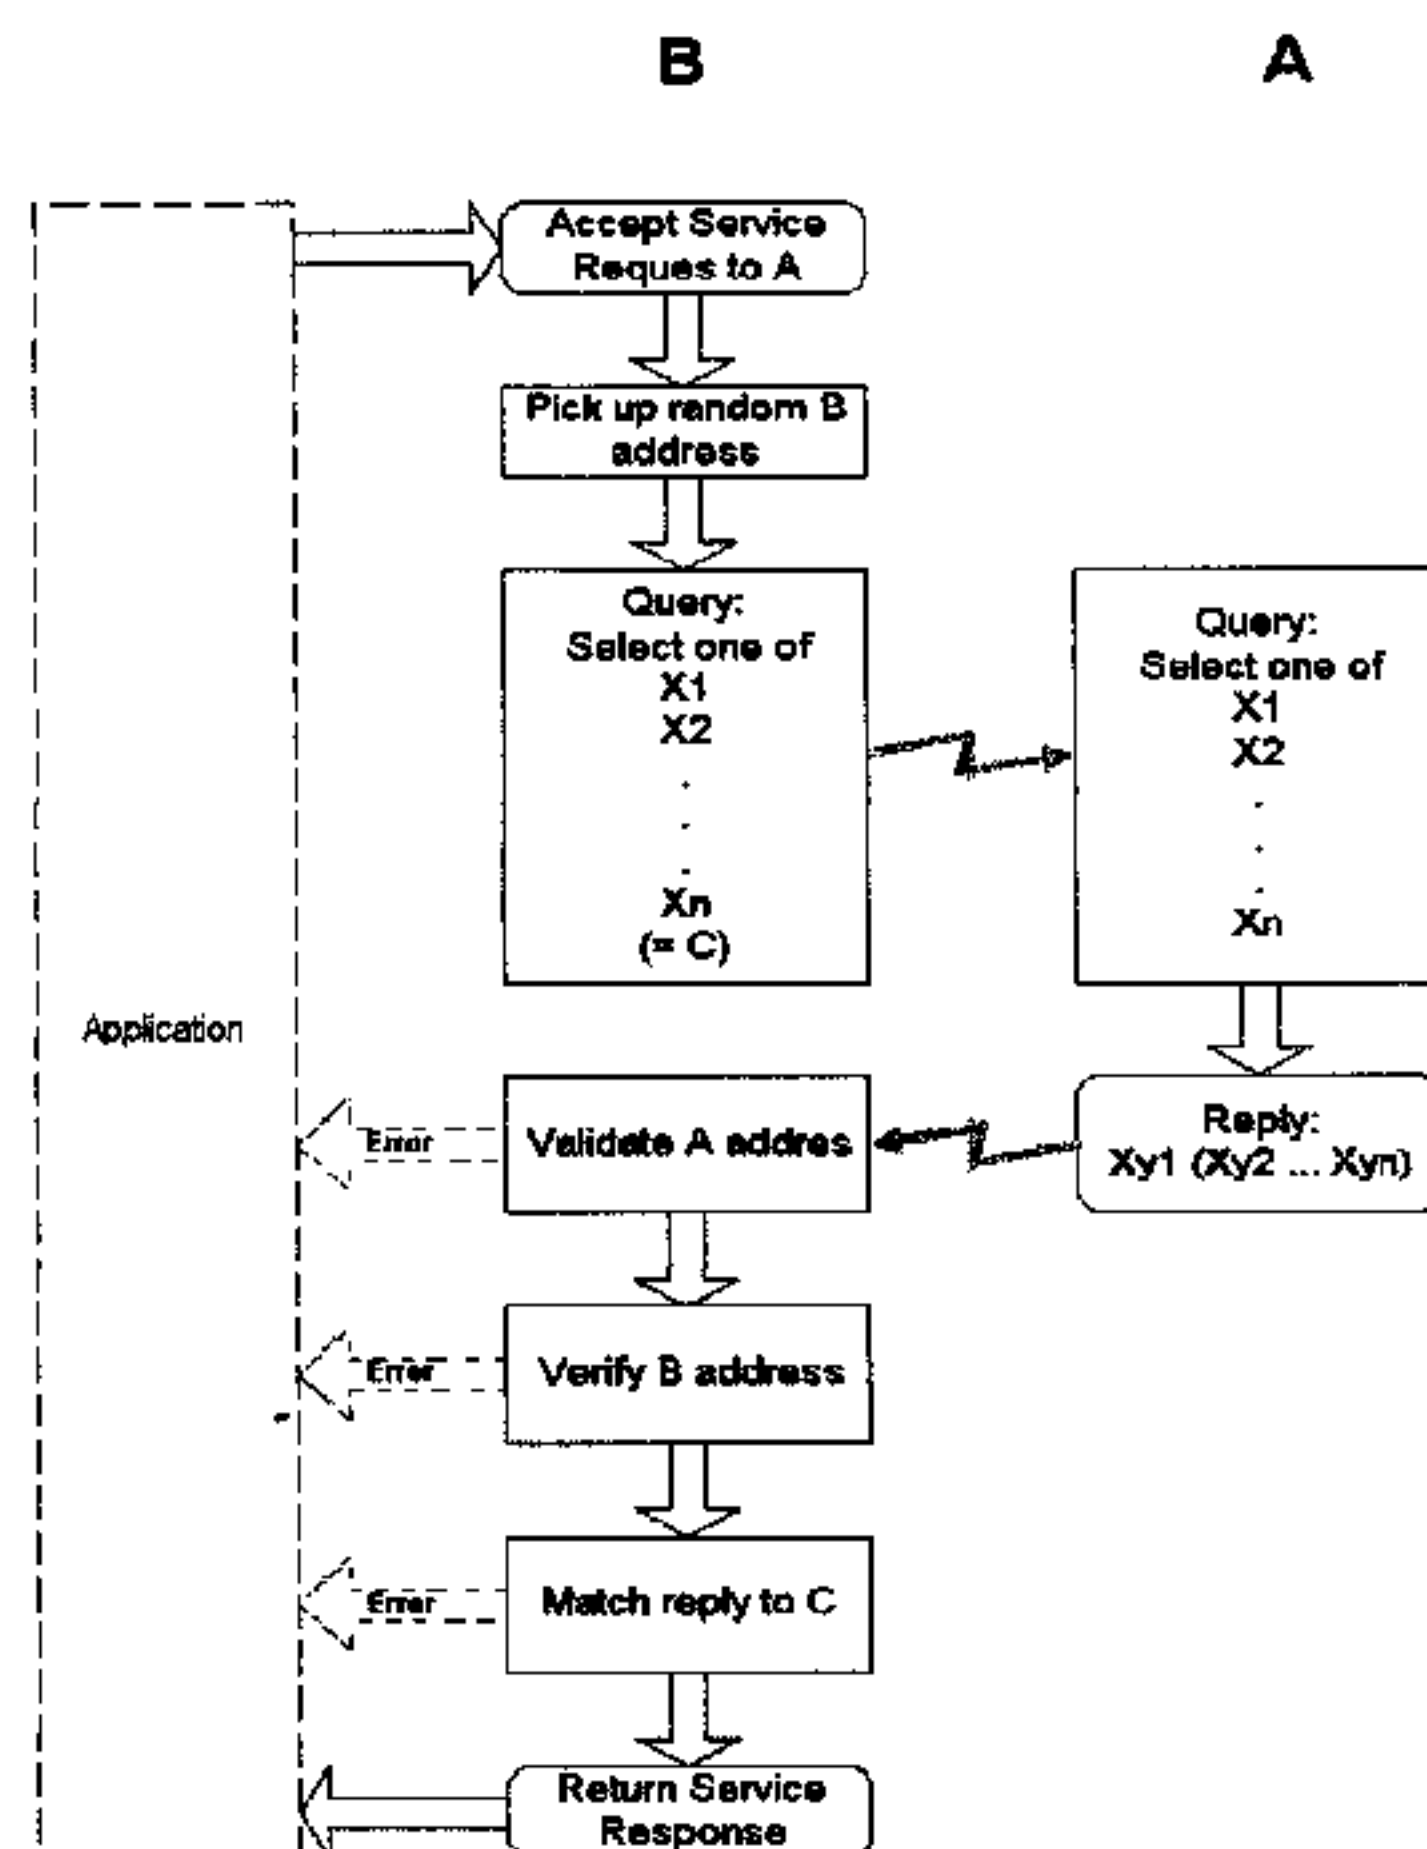 B
A
Accept Service
Reques to A
Pick up random B
address
Query:
Select one of
X1
X2
.
.
.
Xn
(= C)
Query:
Select one of
X1
X2
.
.
.
Xn
Application
Reply:
Xy1 (Xy2 ... Xyn)
Error
Validate A addres
Error
Verify B address
Error
Match reply to C
Return Service
Response